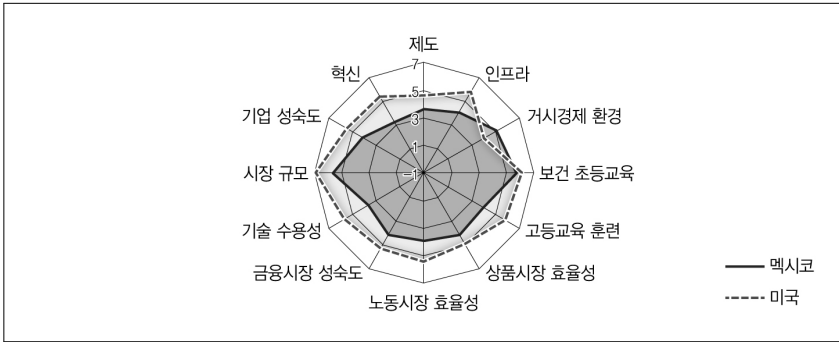 제도
7
혁신
인프라
5
기업 성숙도
3
거시경제 환경
1
시장 규모
-1
보건 초등교육
기술 수용성
고등교육 훈련
금융시장 성숙도
상품시장 효율성
노동시장 효율성
멕시코
미국